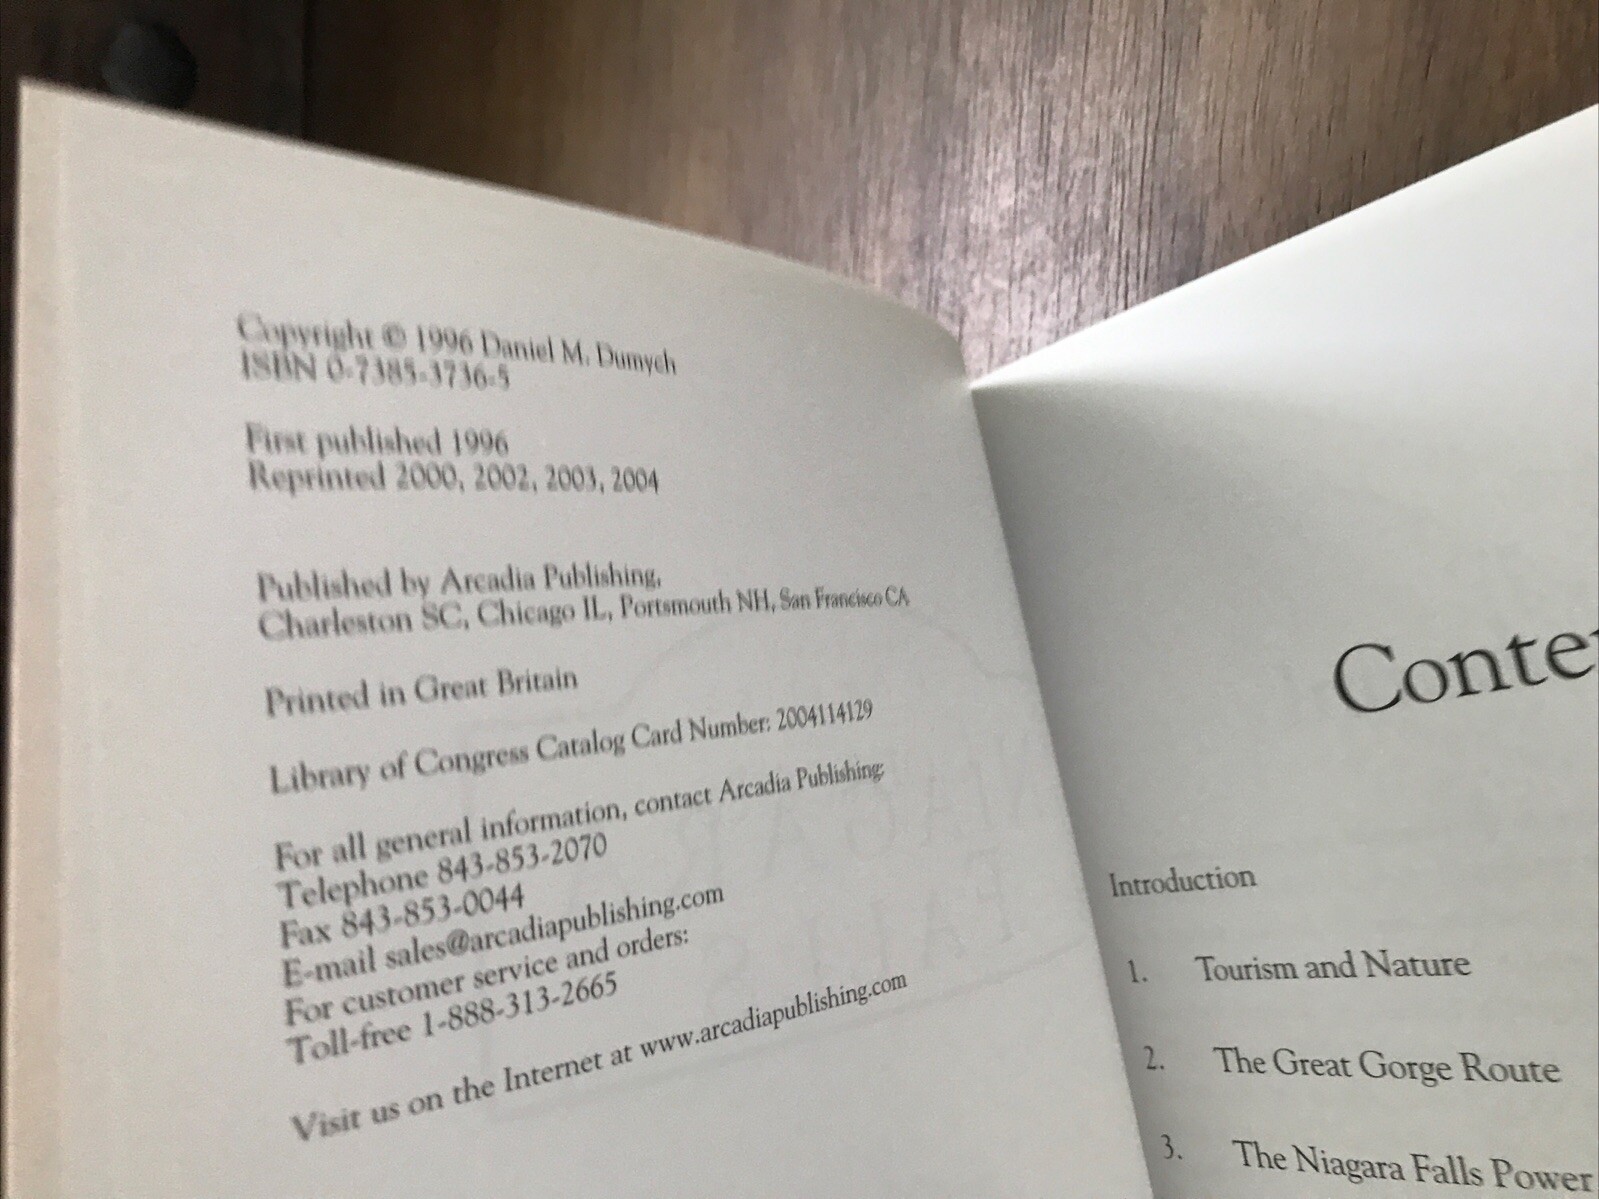 Copyright © 1996 Daniel M. Dumych
ISBN 0-7385-3736-5
First published 1996
Reprinted 2000, 2002, 2003, 2004
Published by Arcadia Publishing,
Charleston SC, Chicago IL, Portsmouth NH, San Francisco CA
Printed in Great Britain
Library of Congress Catalog Card Number: 2004114129
For all general information, contact Arcadia Publishing:
Telephone 843-853-2070
Fax 843-853-0044
E-mail sales@arcadiapublishing.com
For customer service and orders:
Toll-free 1-888-313-2665
Visit us on the Internet at www.arcadiapublishing.com
Conte
Introduction
1. Tourism and Nature
2. The Great Gorge Route
3. The Niagara Falls Power